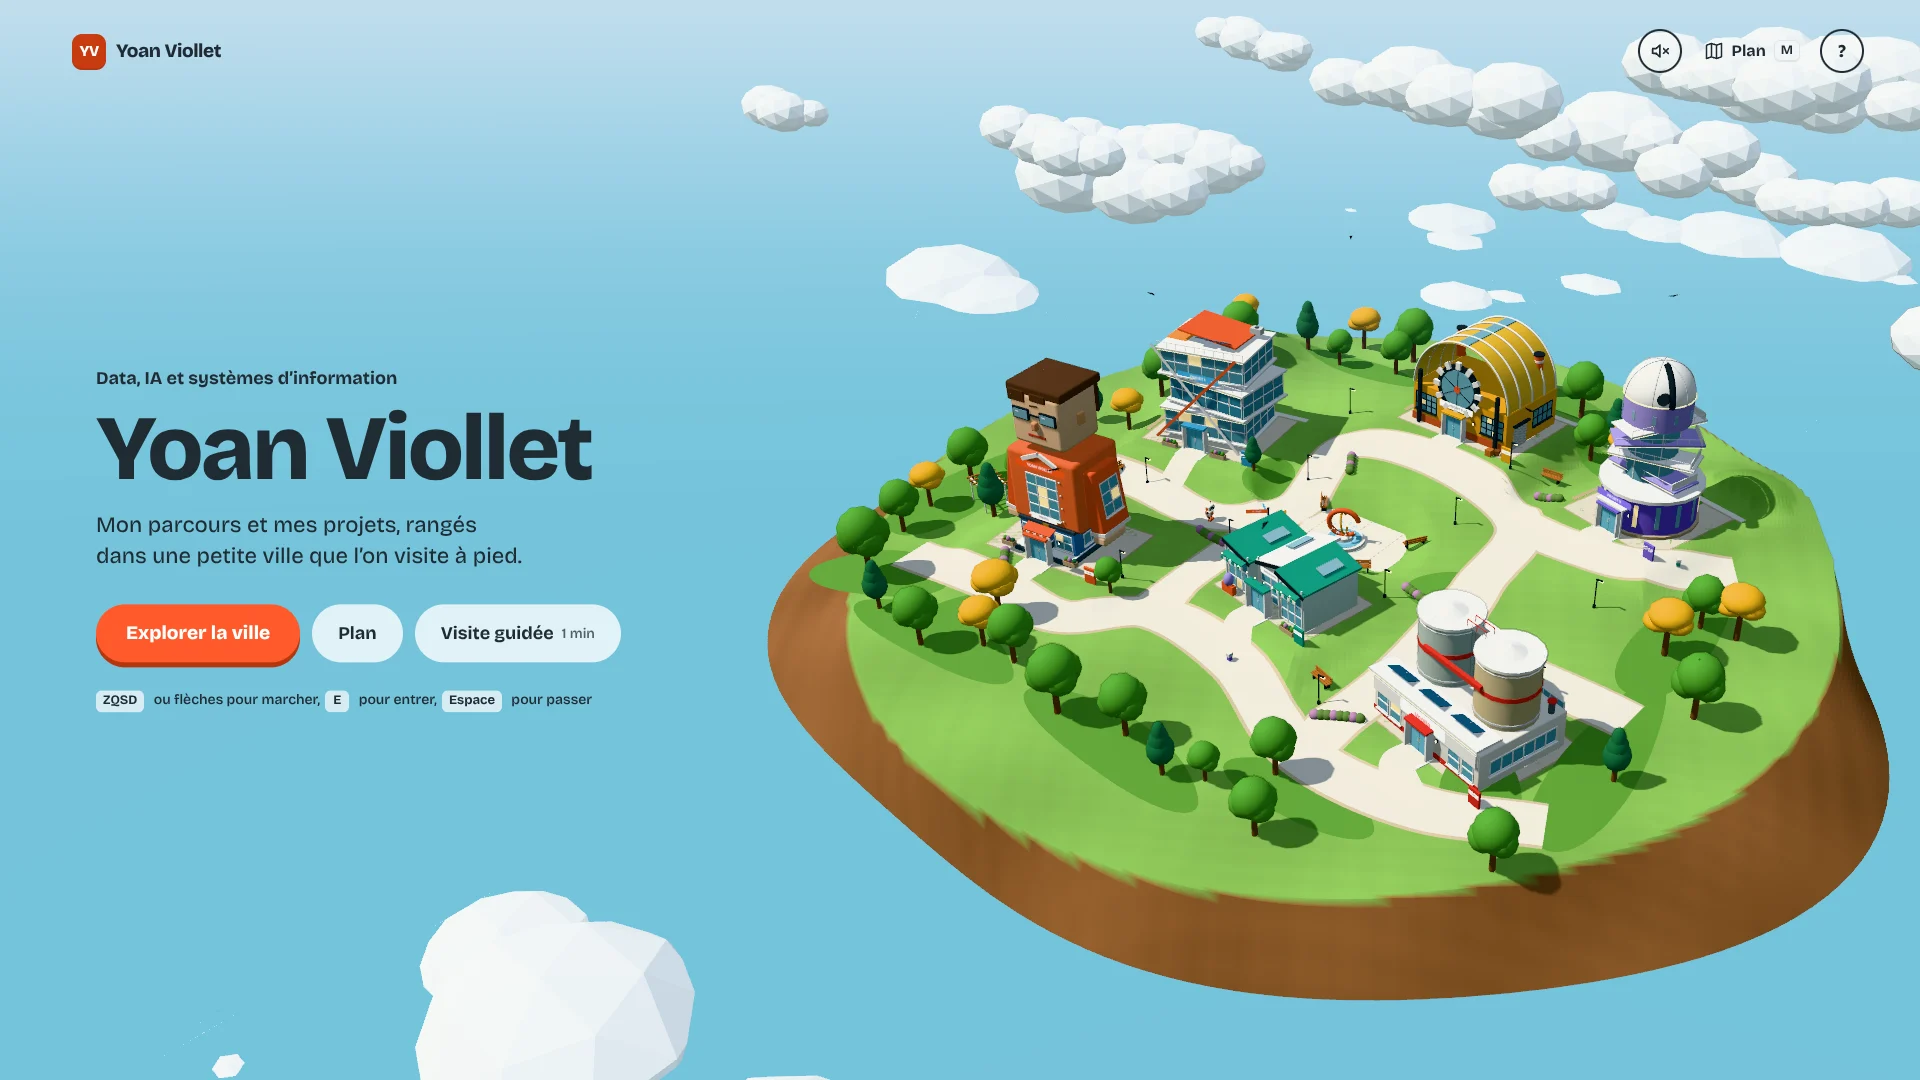 YV Yoan Viollet
Plan M ?
Data, IA et systèmes d'information
Yoan Viollet
Mon parcours et mes projets, rangés
dans une petite ville que l'on visite à pied.
Explorer la ville Plan Visite guidée 1 min
ZQSD ou flèches pour marcher, E pour entrer, Espace pour passer